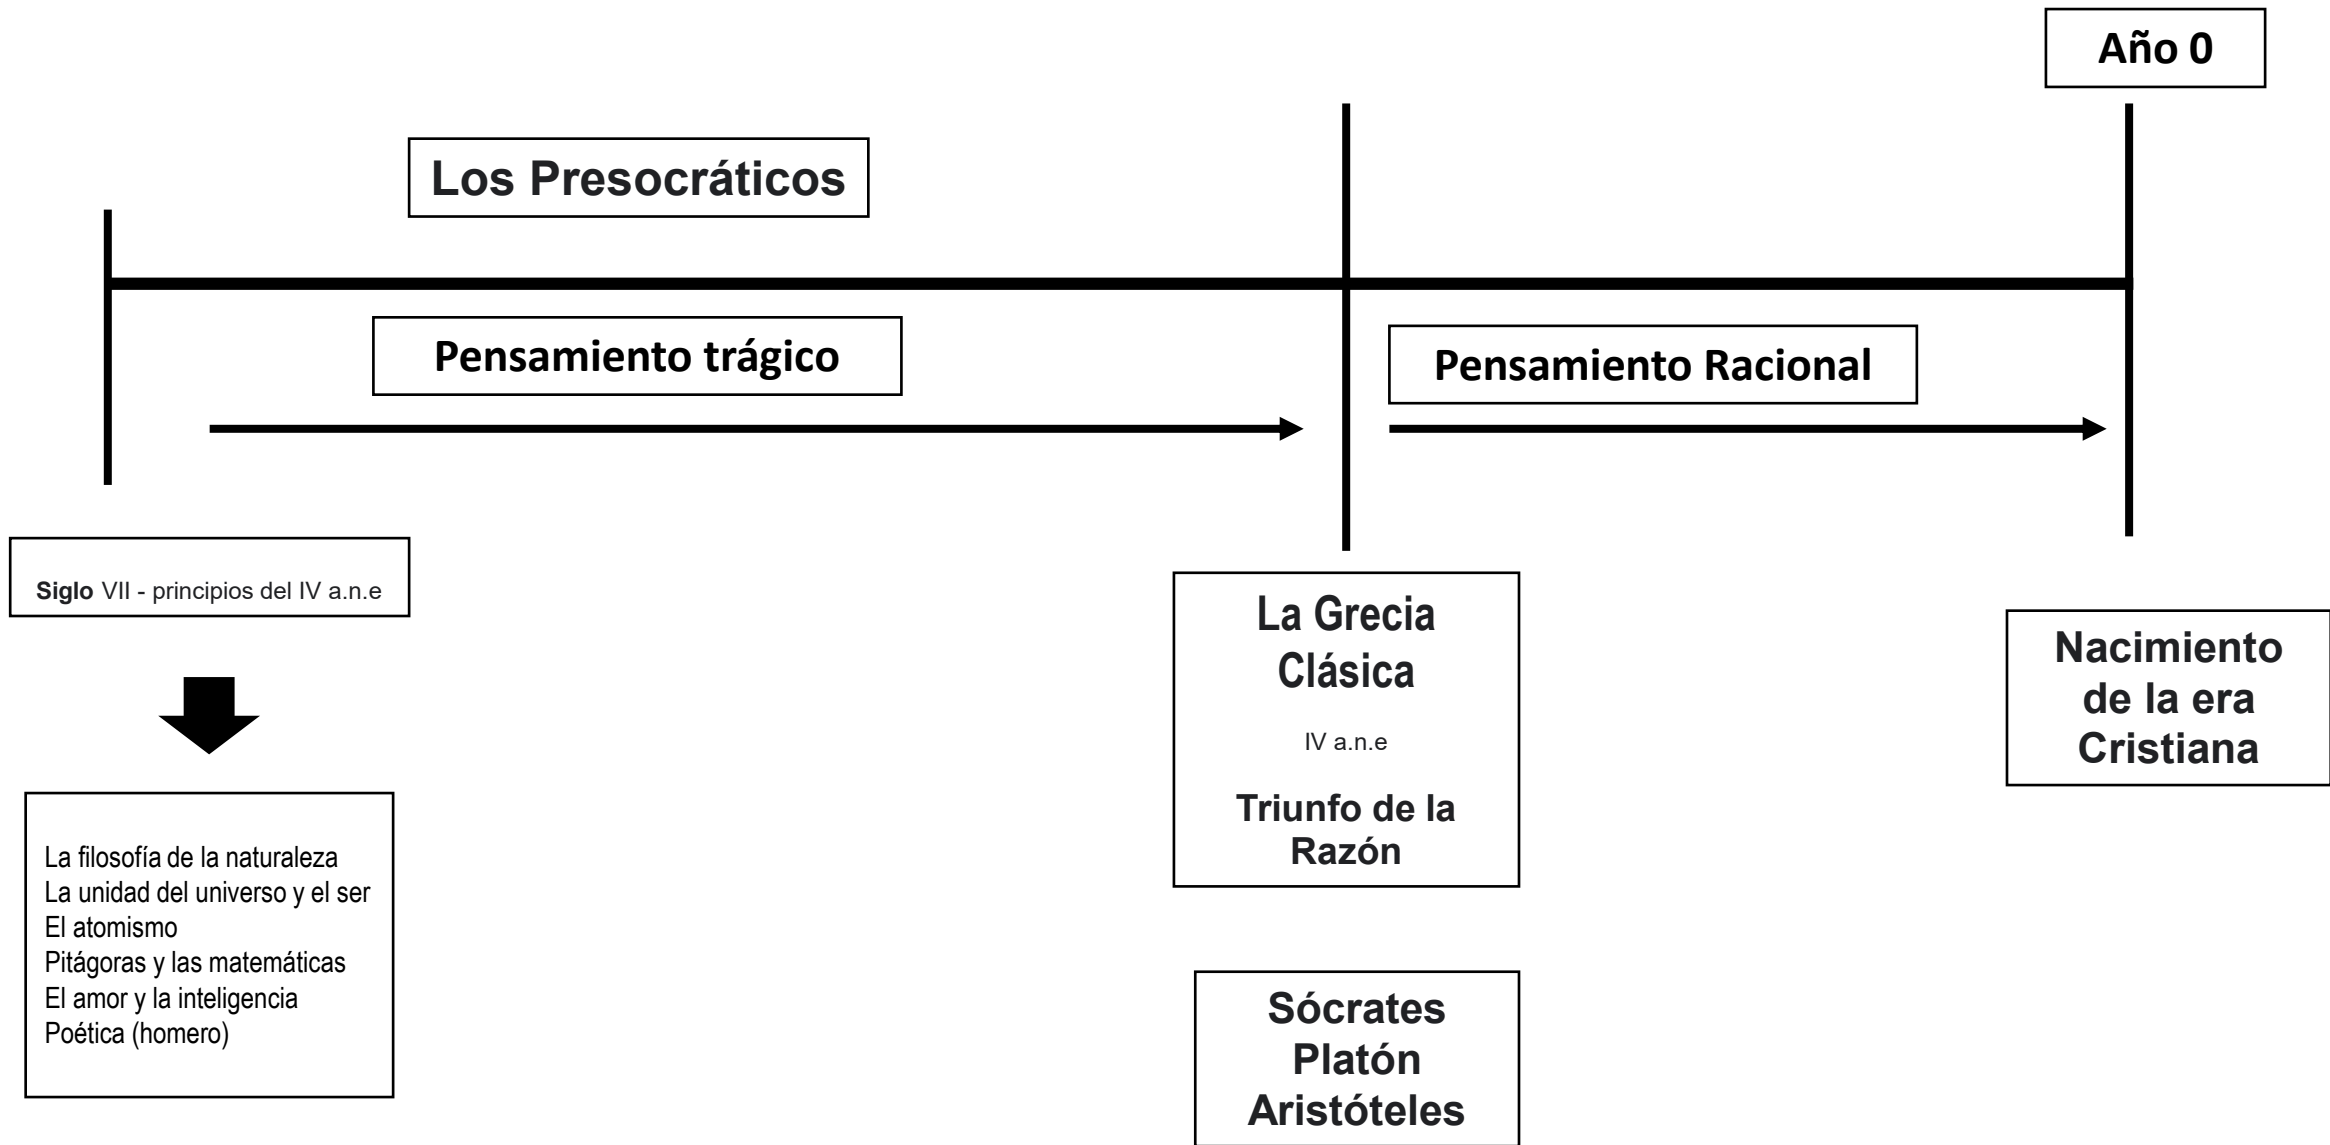 Año 0
Los Presocráticos
Pensamiento trágico
Pensamiento Racional
Siglo VII - principios del IV a.n.e
La filosofía de la naturaleza
La unidad del universo y el ser
El atomismo
Pitágoras y las matemáticas
El amor y la inteligencia
Poética (homero)
La Grecia
Clásica
IV a.n.e
Triunfo de la
Razón
Sócrates
Platón
Aristóteles
Nacimiento
de la era
Cristiana